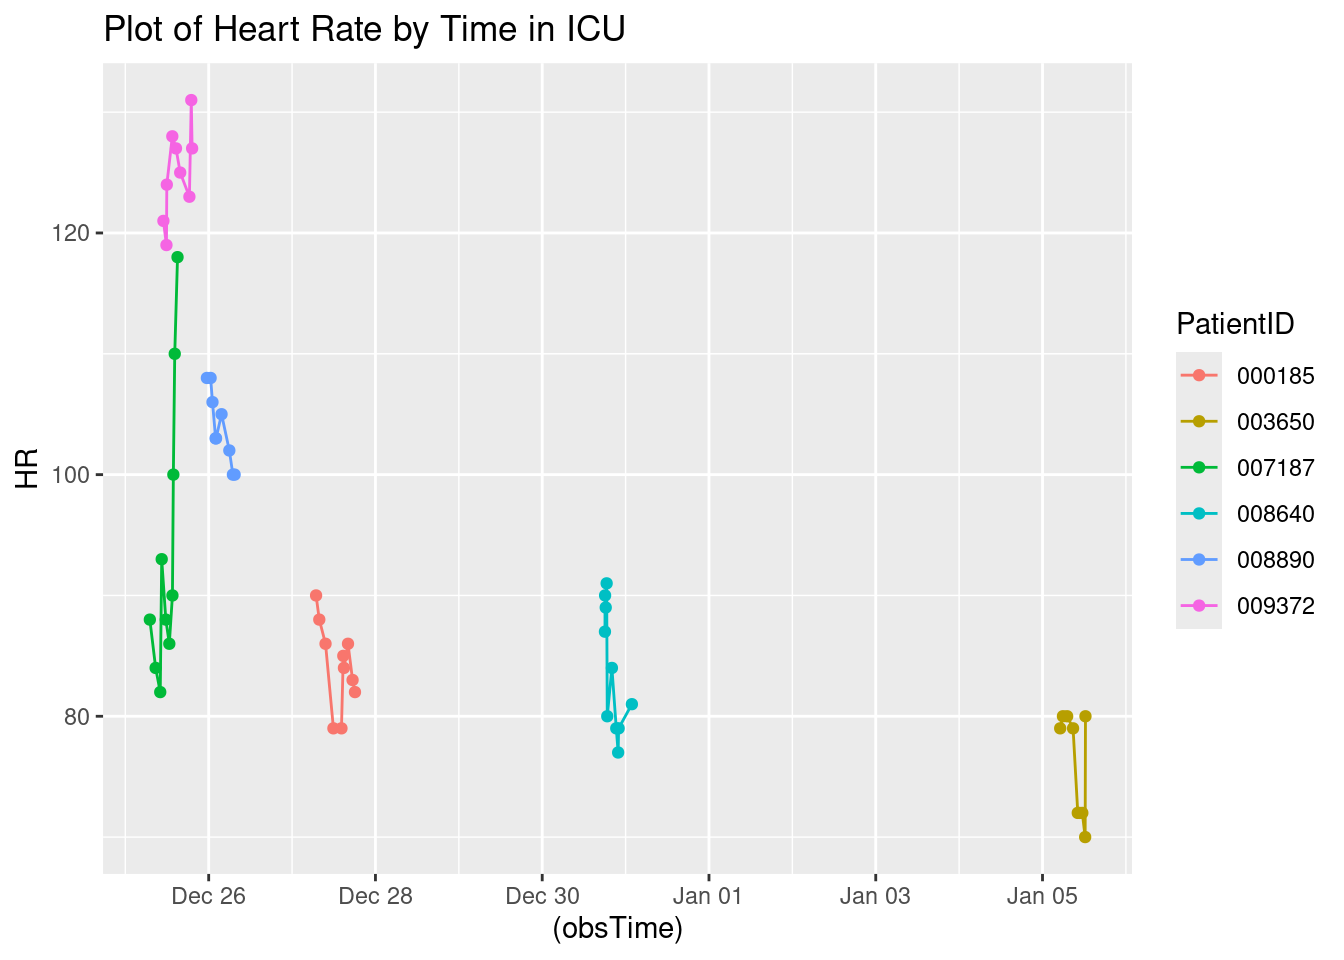 Plot of Heart Rate by Time in ICU
120
100
80
HR
Dec 26
Dec 28
Dec 30
Jan 01
Jan 03
Jan 05
(obsTime)
PatientID
000185
003650
007187
008640
008890
009372